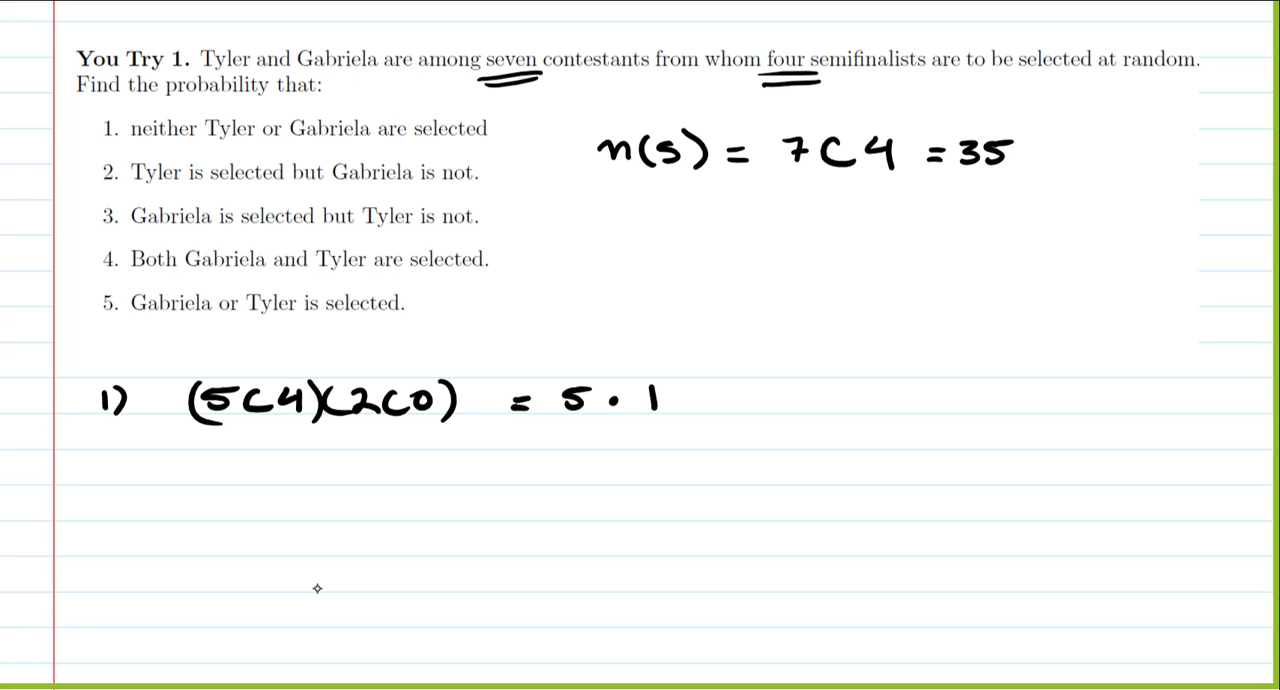 You Try 1. Tyler and Gabriela are among seven contestants from whom four semifinalists are to be selected at random.
Find the probability that:
1. neither Tyler or Gabriela are selected
n(s) = 7C4 = 35
2. Tyler is selected but Gabriela is not.
3. Gabriela is selected but Tyler is not.
4. Both Gabriela and Tyler are selected.
5. Gabriela or Tyler is selected.
1) (5C4)(2C0) = 5 · 1